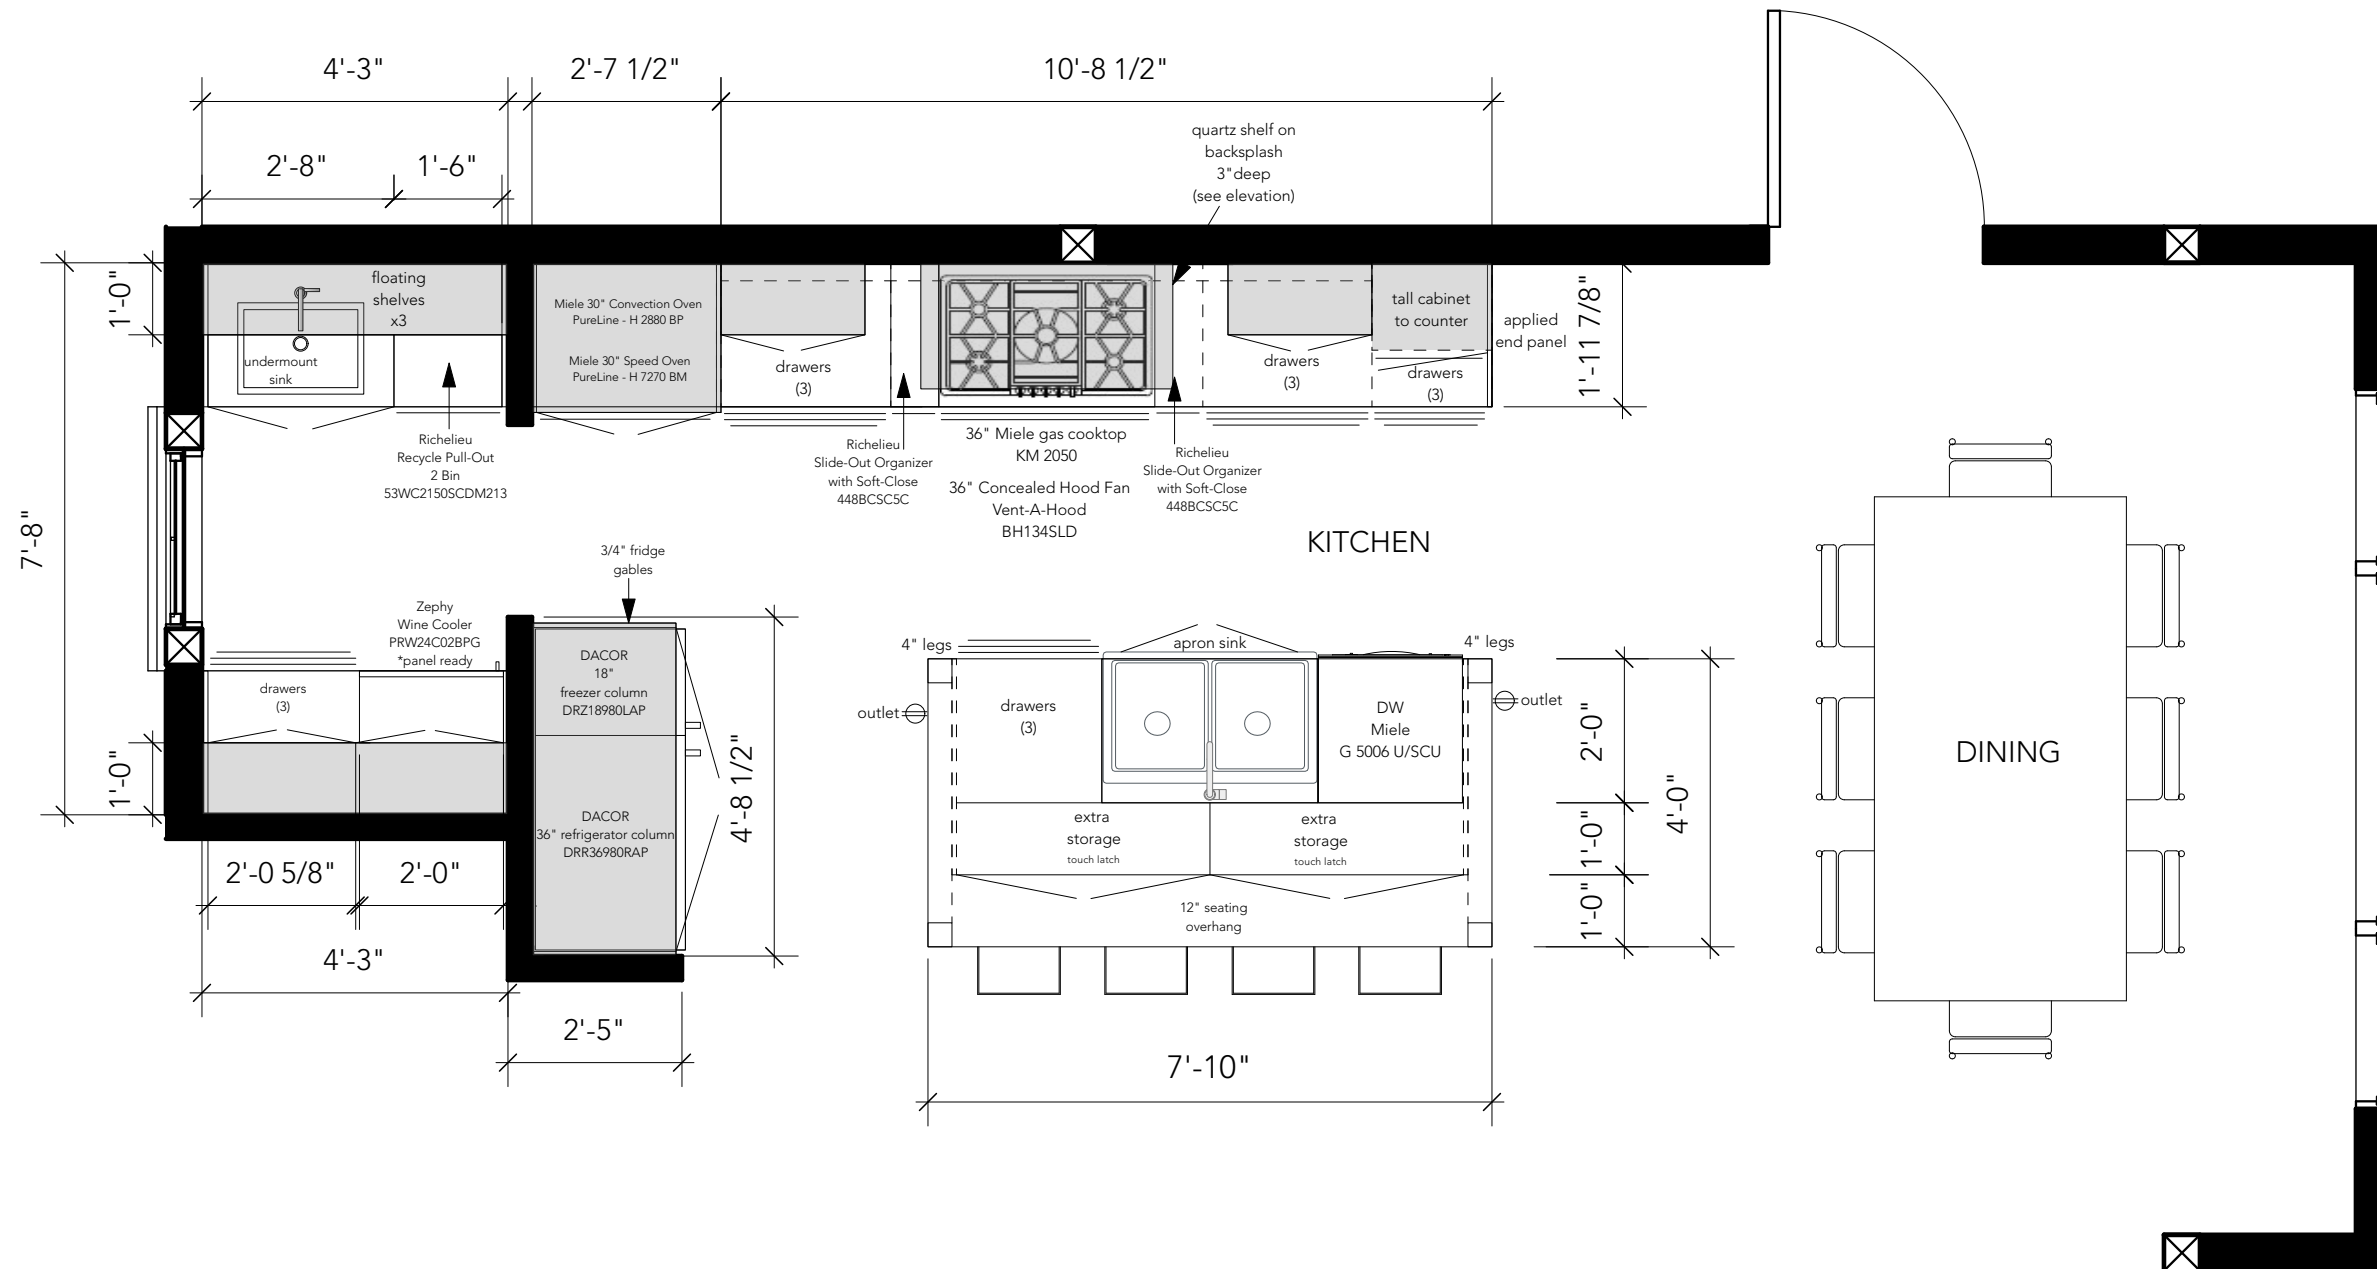 4'-3"
2'-7 1/2"
10'-8 1/2"
2'-8"
1'-6"
quartz shelf on
backsplash
3"deep
(see elevation)
1'-0"
floating
shelves
x3
undermount
sink
Miele 30" Convection Oven
PureLine - H 2880 BP
Miele 30" Speed Oven
PureLine - H 7270 BM
drawers
(3)
drawers
(3)
tall cabinet
to counter
drawers
(3)
applied
end panel
1'-11 7/8"
Richelieu
Recycle Pull-Out
2 Bin
53WC2150SCDM213
Richelieu
Slide-Out Organizer
with Soft-Close
448BCSC5C
36" Miele gas cooktop
KM 2050
36" Concealed Hood Fan
Vent-A-Hood
BH134SLD
Richelieu
Slide-Out Organizer
with Soft-Close
448BCSC5C
7'-8"
KITCHEN
3/4" fridge
gables
Zephy
Wine Cooler
PRW24C02BPG
*panel ready
drawers
(3)
1'-0"
DACOR
18"
freezer column
DRZ18980LAP
DACOR
36" refrigerator column
DRR36980RAP
4'-8 1/2"
4" legs
apron sink
4" legs
outlet
drawers
(3)
DW
Miele
G 5006 U/SCU
outlet
extra
storage
touch latch
extra
storage
touch latch
12" seating
overhang
2'-0"
1'-0"
1'-0"
4'-0"
DINING
2'-0 5/8"
2'-0"
4'-3"
2'-5"
7'-10"